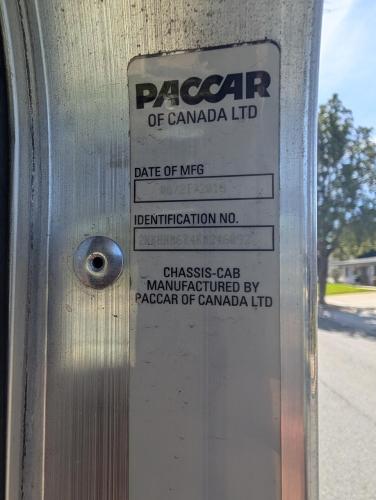 PACCAR
OF CANADA LTD
DATE OF MFG
IDENTIFICATION NO.
CHASSIS-CAB
MANUFACTURED BY
PACCAR OF CANADA LTD